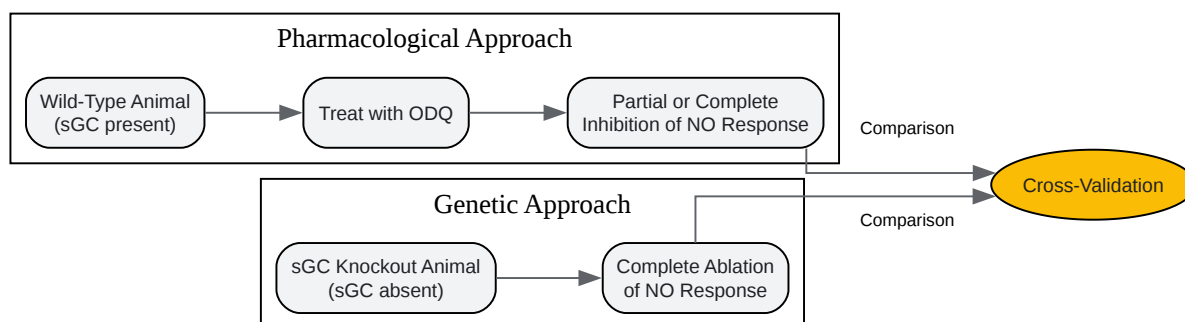 Pharmacological Approach
Wild-Type Animal
(sGC present)
Treat with ODQ
Partial or Complete
Inhibition of NO Response
Comparison
Cross-Validation
Genetic Approach
Comparison
sGC Knockout Animal
(sGC absent)
Complete Ablation
of NO Response